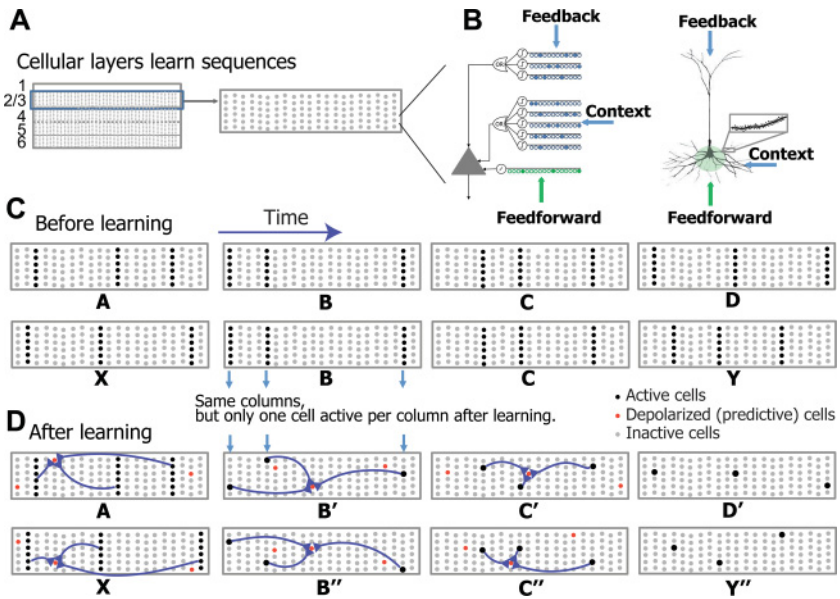 A
Cellular layers learn sequences
1
2/3
4
5
6
B
Feedback
OR
OR
Context
Feedforward
Feedback
Context
Feedforward
C
Before learning
Time
A
B
C
D
X
B
C
Y
Same columns,
but only one cell active per column after learning.
Active cells
Depolarized (predictive) cells
Inactive cells
D
After learning
A
B'
C'
D'
X
B''
C''
Y''